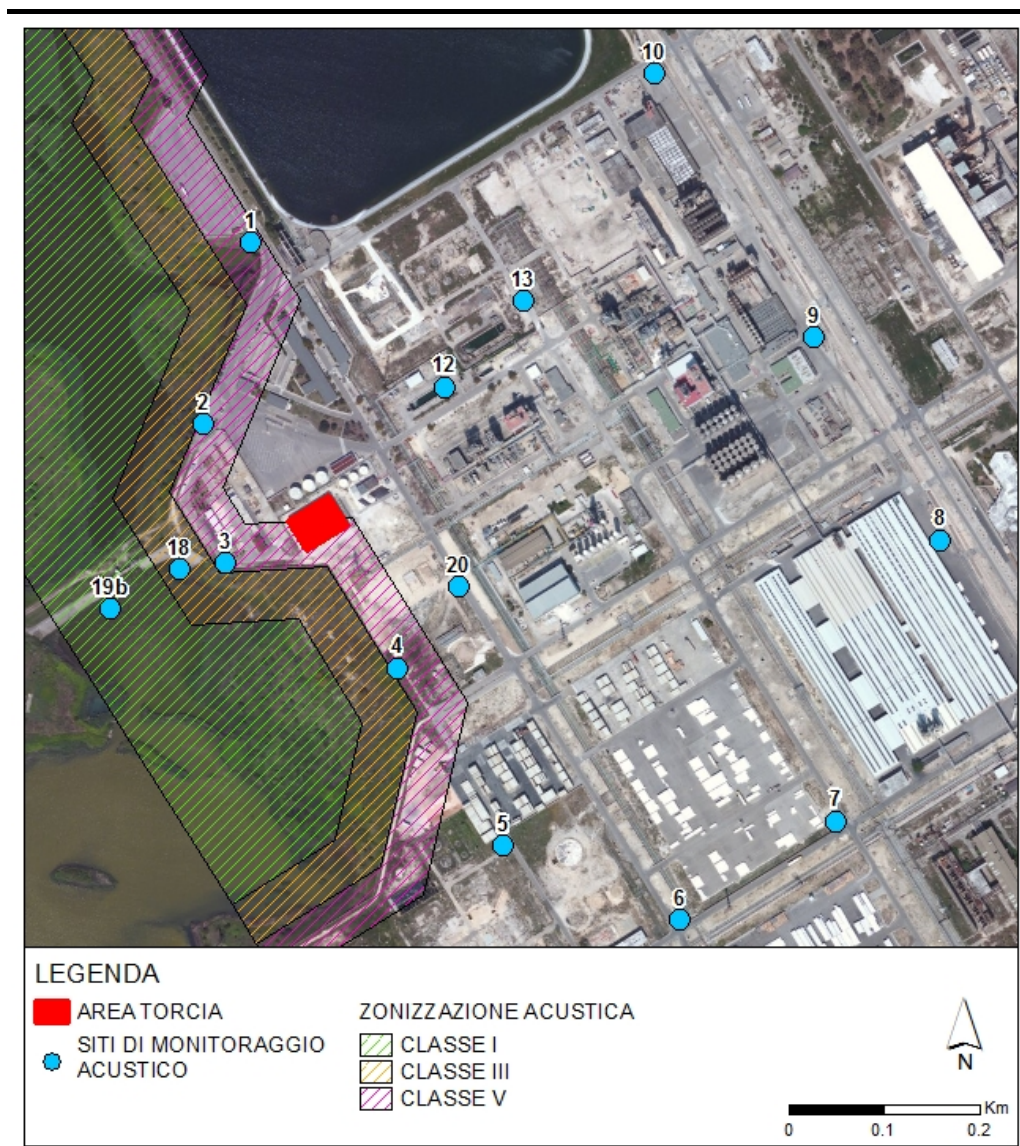 10
1
13
9
12
2
8
3
18
20
19b
4
7
5
6
LEGENDA
AREA TORCIA
SITI DI MONITORAGGIO
ACUSTICO
ZONIZZAZIONE ACUSTICA
CLASSE I
CLASSE III
CLASSE V
N
Km
0 0.1 0.2